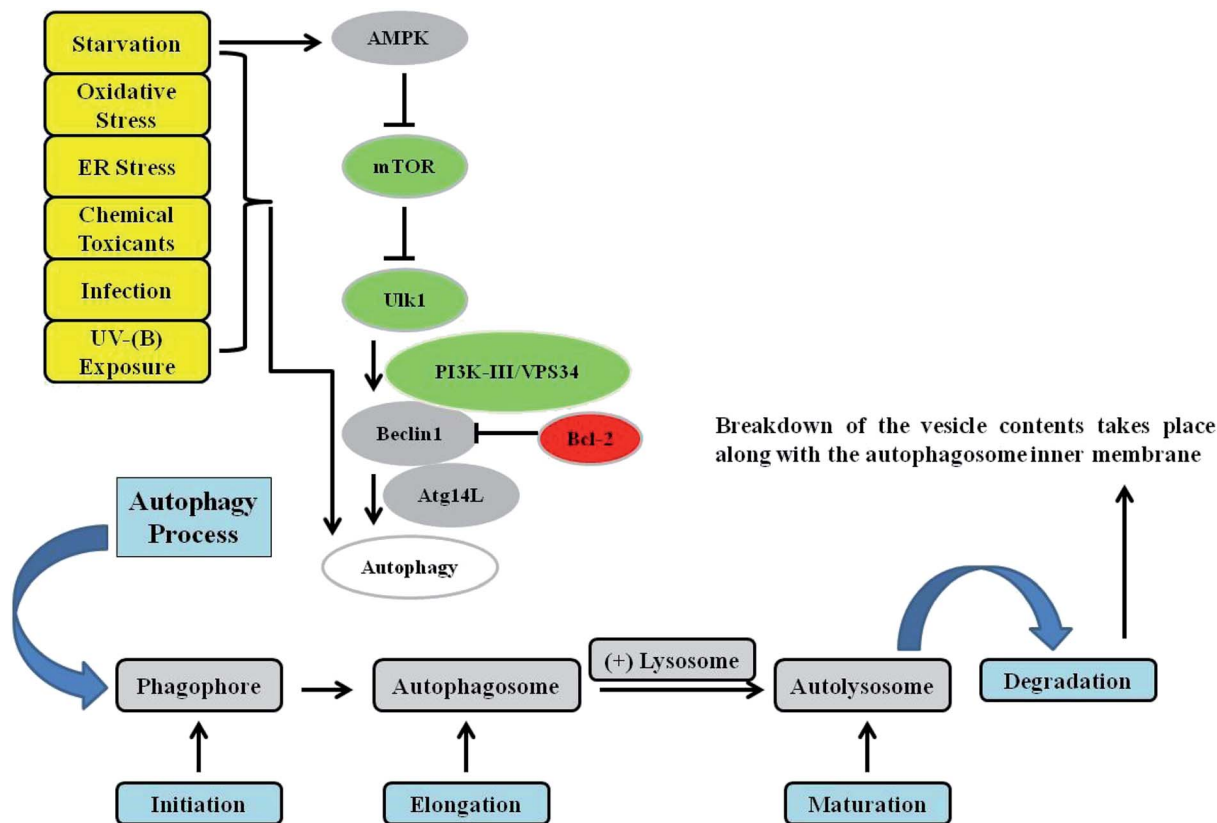 Starvation
Oxidative
Stress
ER Stress
Chemical
Toxicants
Infection
UV-(B)
Exposure
AMPK
mTOR
Ulk1
PI3K-III/VPS34
Beclin1
Bcl-2
Atg14L
Autophagy
Breakdown of the vesicle contents takes place
along with the autophagosome inner membrane
Autophagy
Process
Phagophore
Autophagosome
(+) Lysosome
Autolysosome
Degradation
Initiation
Elongation
Maturation